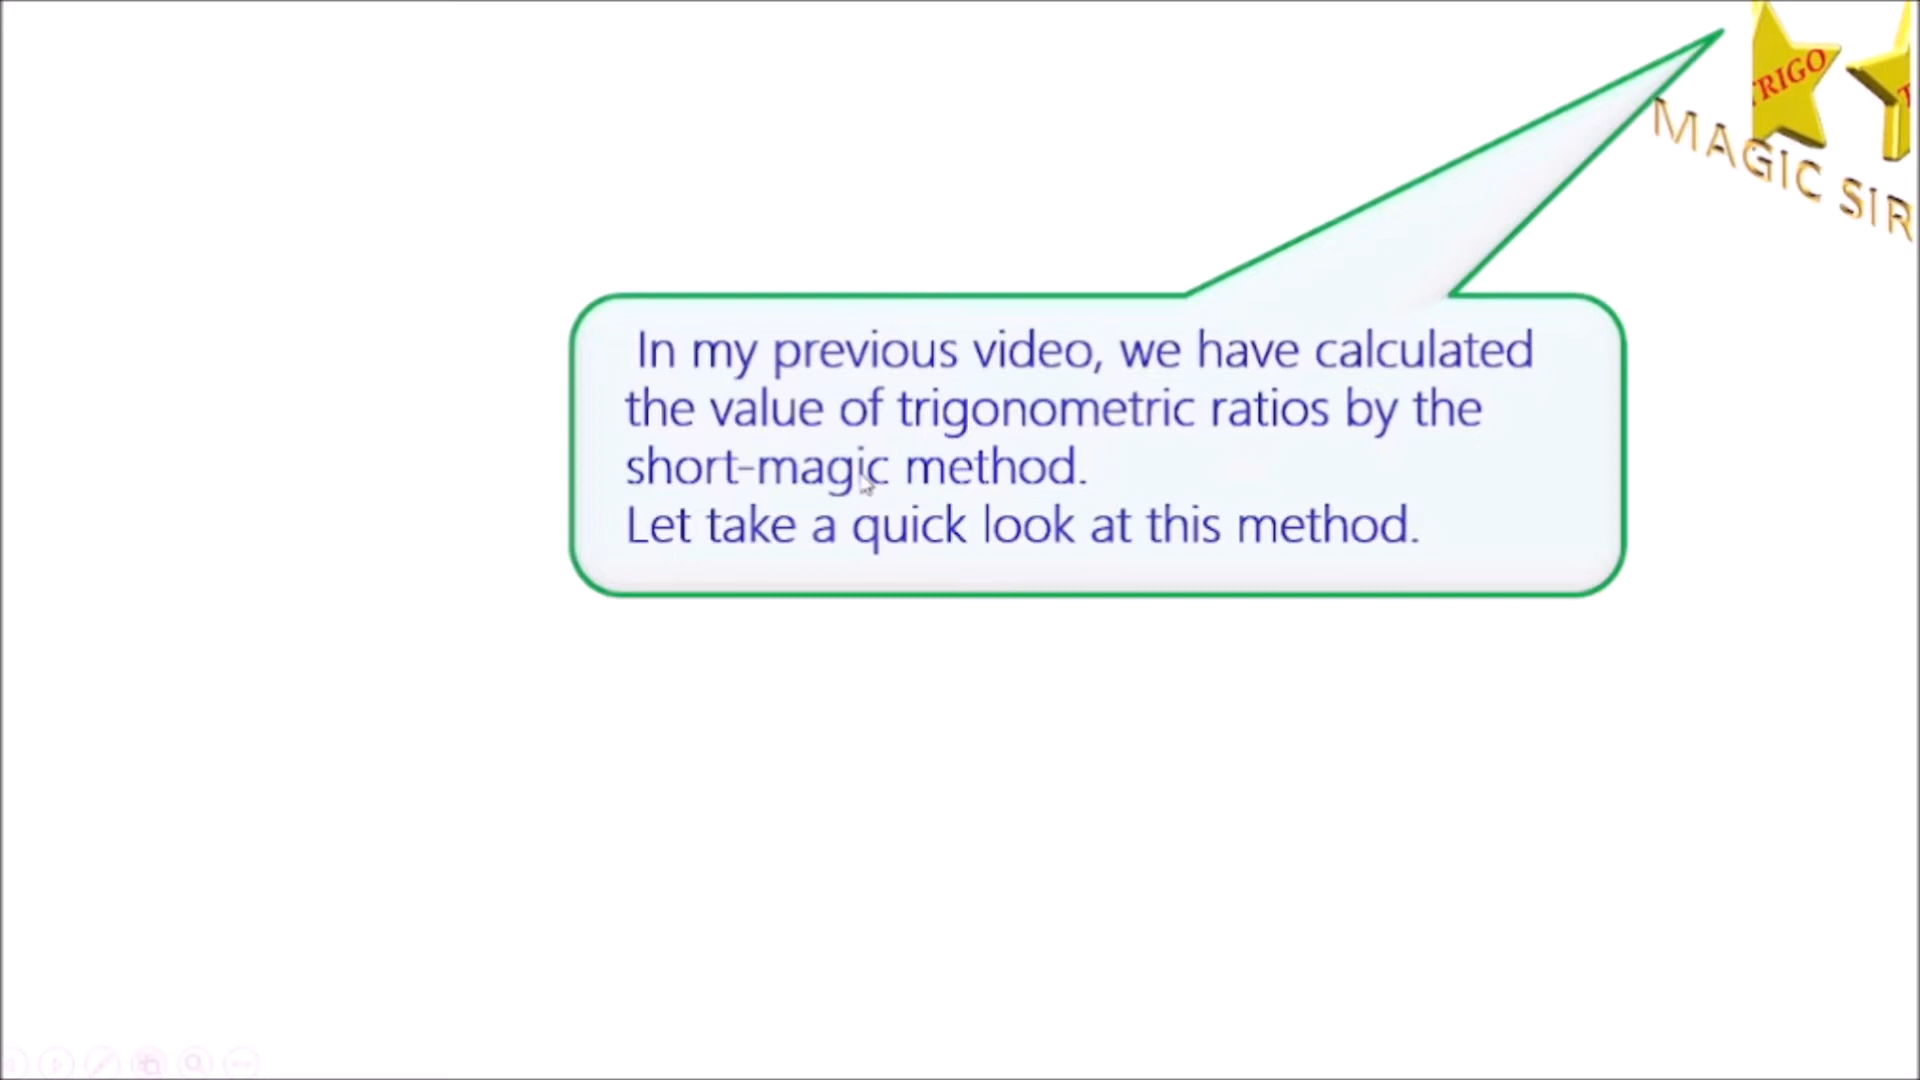 TRIGO
MAGIC SIR
In my previous video, we have calculated
the value of trigonometric ratios by the
short-magic method.
Let take a quick look at this method.